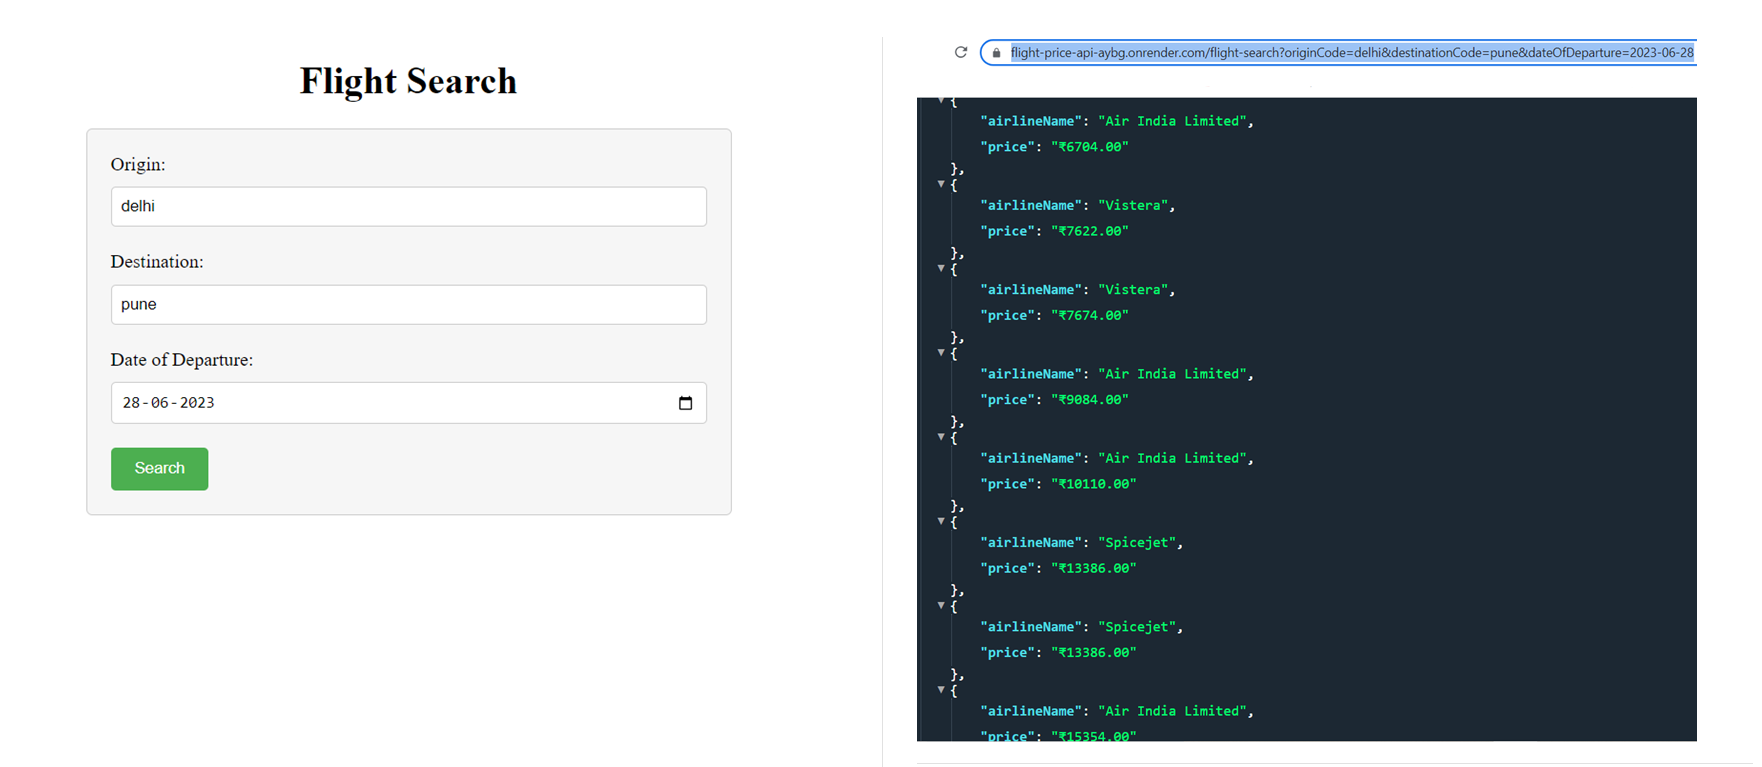 Flight Search
Origin:
delhi
Destination:
pune
Date of Departure:
28-06-2023
Search
flight-price-api-aybg.onrender.com/flight-search?originCode=delhi&destinationCode=pune&dateOfDeparture=2023-06-28
{
"airlineName": "Air India Limited",
"price": "₹6704.00"
},
{
"airlineName": "Vistera",
"price": "₹7622.00"
},
{
"airlineName": "Vistera",
"price": "₹7674.00"
},
{
"airlineName": "Air India Limited",
"price": "₹9084.00"
},
{
"airlineName": "Air India Limited",
"price": "₹10110.00"
},
{
"airlineName": "Spicejet",
"price": "₹13386.00"
},
{
"airlineName": "Spicejet",
"price": "₹13386.00"
},
{
"airlineName": "Air India Limited",
"price": "₹15354.00"